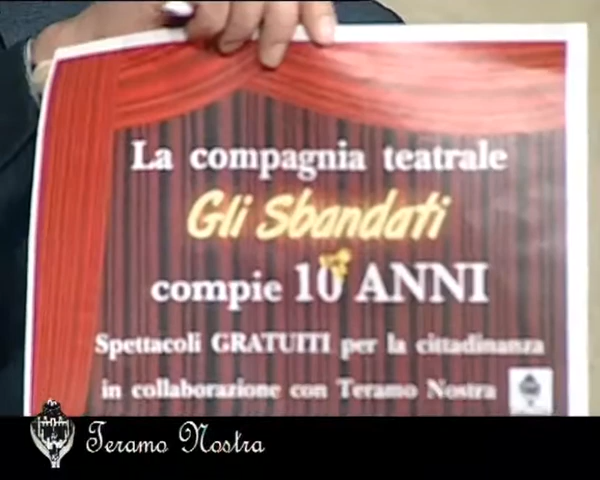 La compagnia teatrale
Gli Sbandati
compie 10 ANNI
Spettacoli GRATUITI per la cittadinanza
in collaborazione con Teramo Nostra
Teramo Nostra